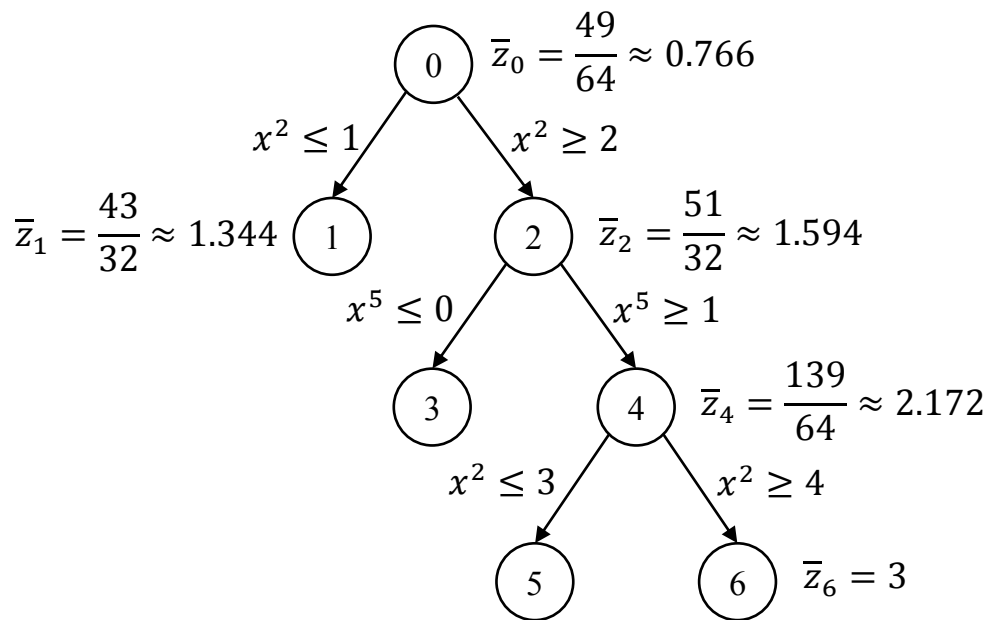 0 z̅₀ = 49/64 ≈ 0.766
x² ≤ 1 x² ≥ 2
z̅₁ = 43/32 ≈ 1.344 1 2 z̅₂ = 51/32 ≈ 1.594
x⁵ ≤ 0 x⁵ ≥ 1
3 4 z̅₄ = 139/64 ≈ 2.172
x² ≤ 3 x² ≥ 4
5 6 z̅₆ = 3